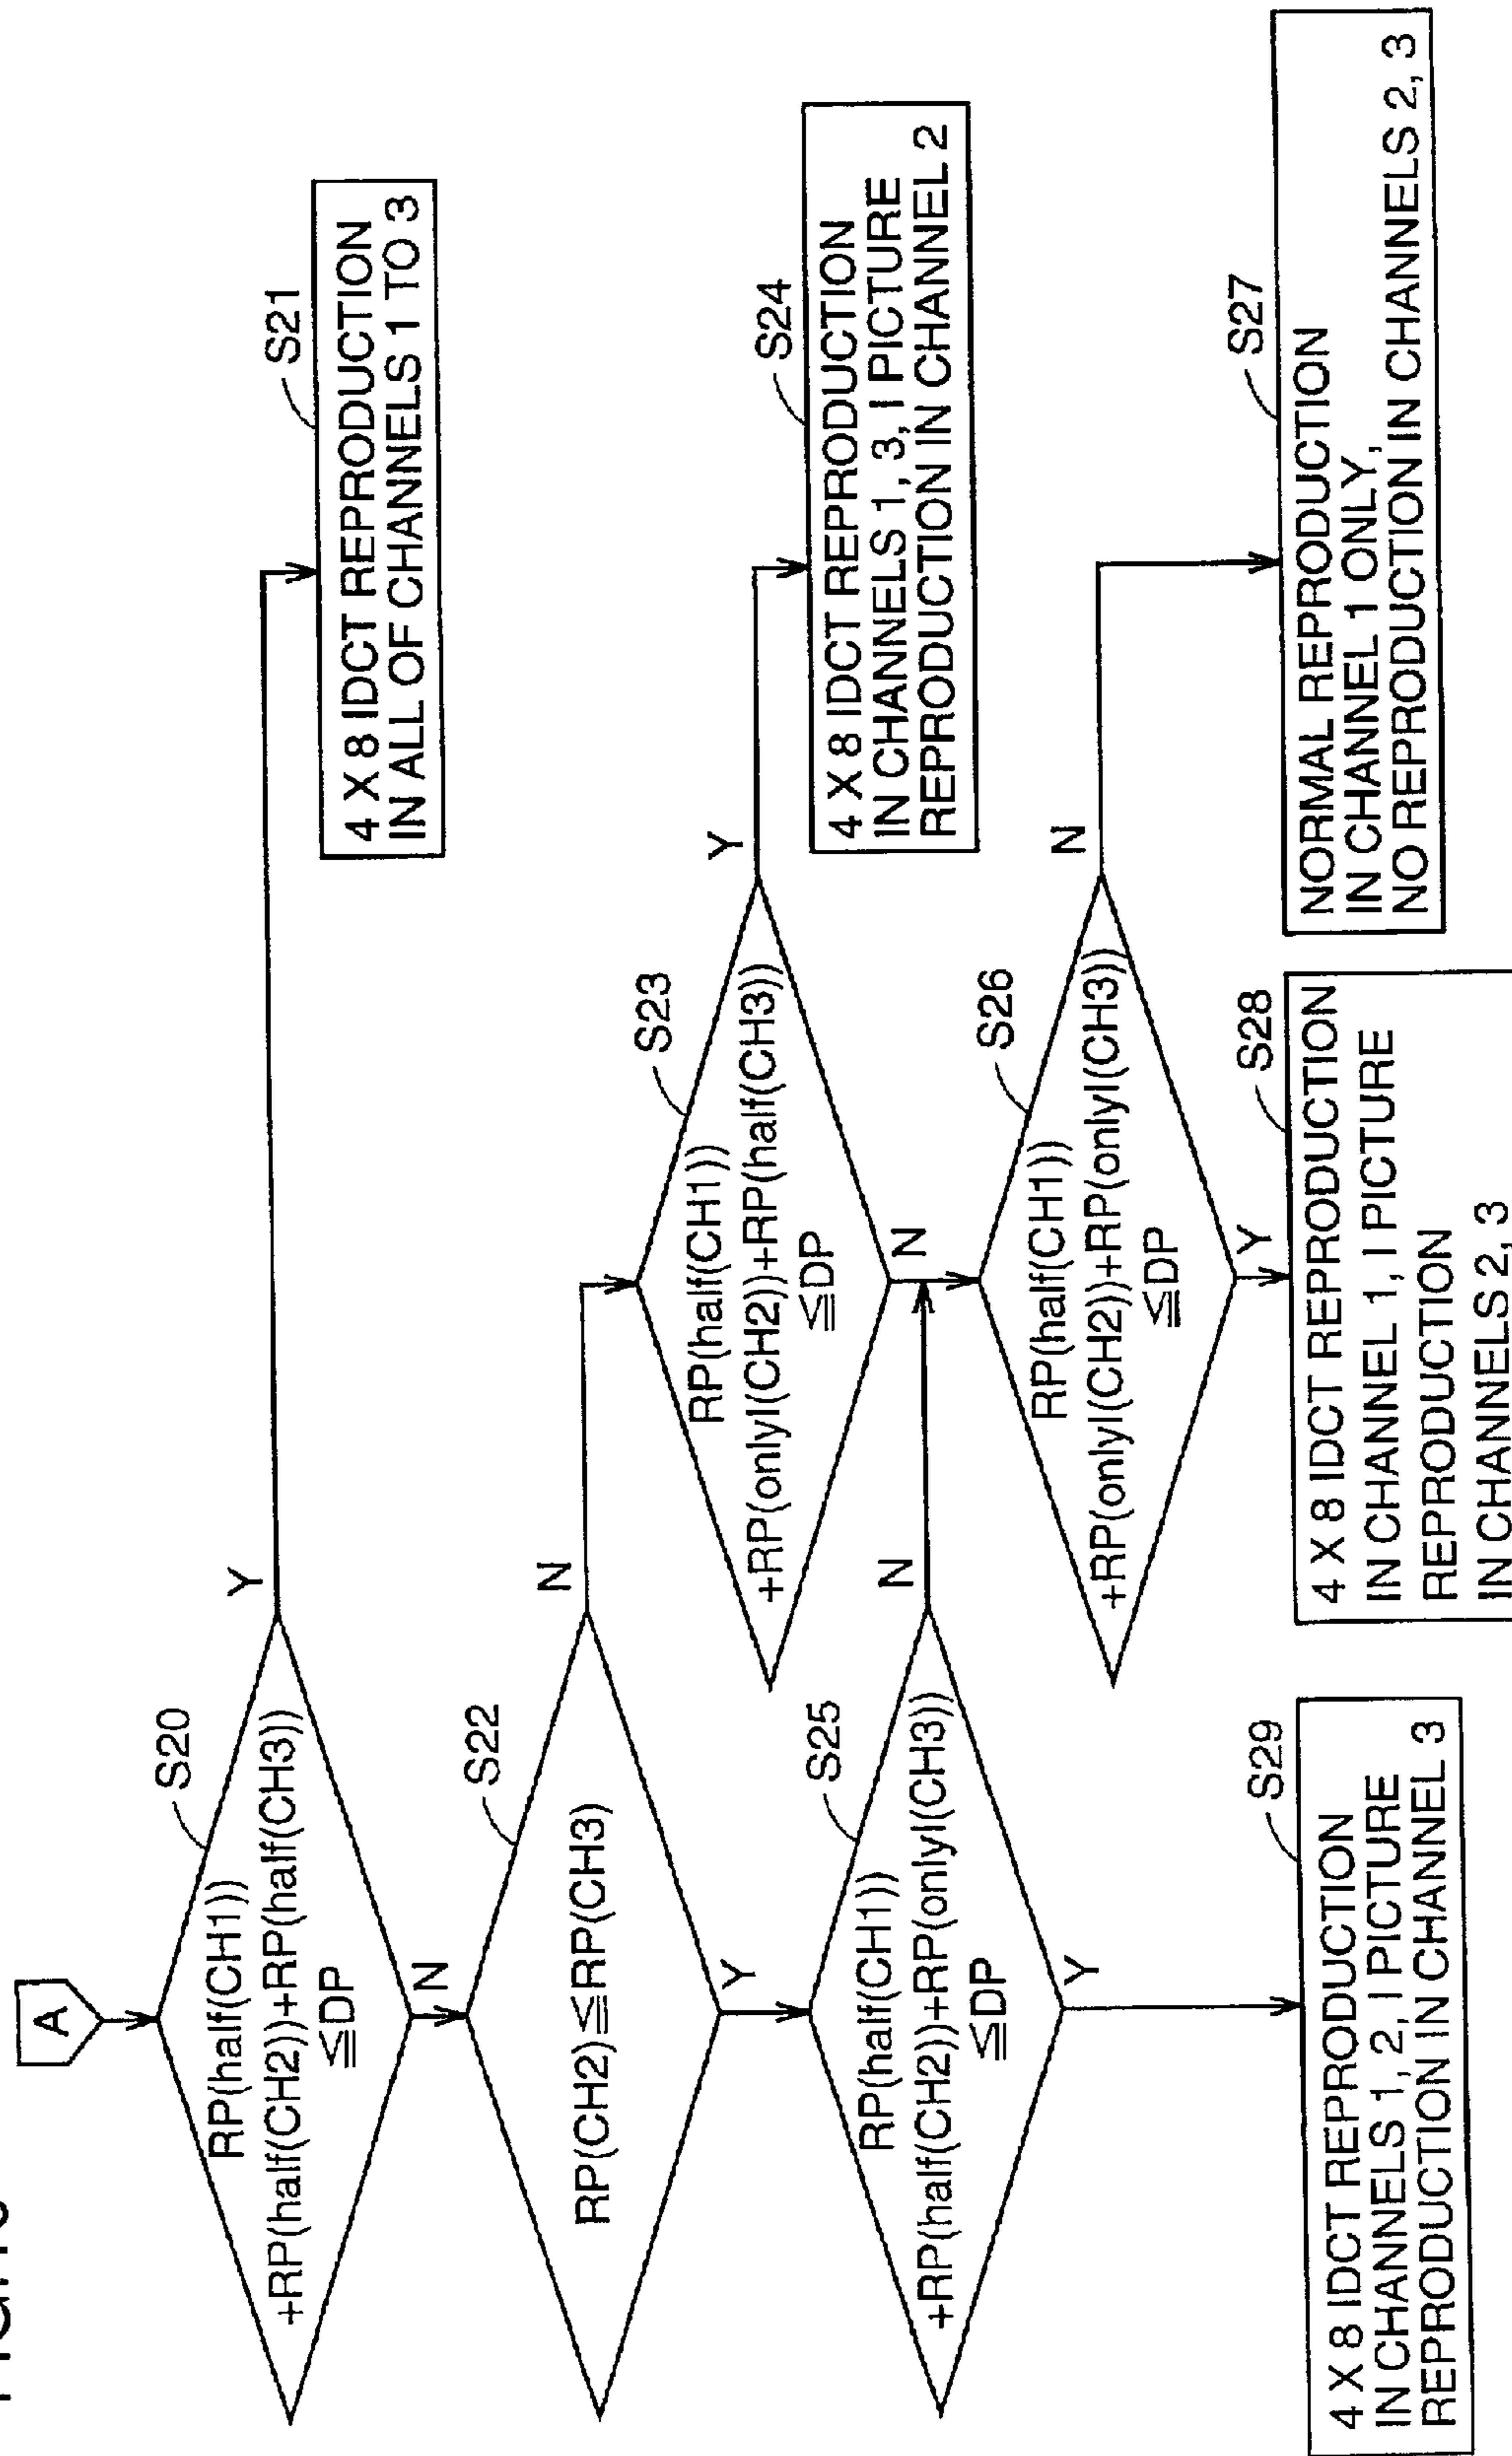 A
S20
RP(half(CH1))
+RP(half(CH2))+RP(half(CH3))
≦DP
Y
N
S21
4 X 8 IDCT REPRODUCTION
IN ALL OF CHANNELS 1 TO 3
S22
RP(CH2)≦RP(CH3)
N
Y
S23
RP(half(CH1))
+RP(onlyI(CH2))+RP(half(CH3))
≦DP
Y
N
S24
4 X 8 IDCT REPRODUCTION
IN CHANNELS 1, 3, I PICTURE
REPRODUCTION IN CHANNEL 2
S25
RP(half(CH1))
+RP(half(CH2))+RP(onlyI(CH3))
≦DP
N
Y
S26
RP(half(CH1))
+RP(onlyI(CH2))+RP(onlyI(CH3))
≦DP
N
Y
S27
NORMAL REPRODUCTION
IN CHANNEL 1 ONLY,
NO REPRODUCTION IN CHANNELS 2, 3
S28
4 X 8 IDCT REPRODUCTION
IN CHANNEL 1, I PICTURE
REPRODUCTION
IN CHANNELS 2, 3
S29
4 X 8 IDCT REPRODUCTION
IN CHANNELS 1, 2, I PICTURE
REPRODUCTION IN CHANNEL 3